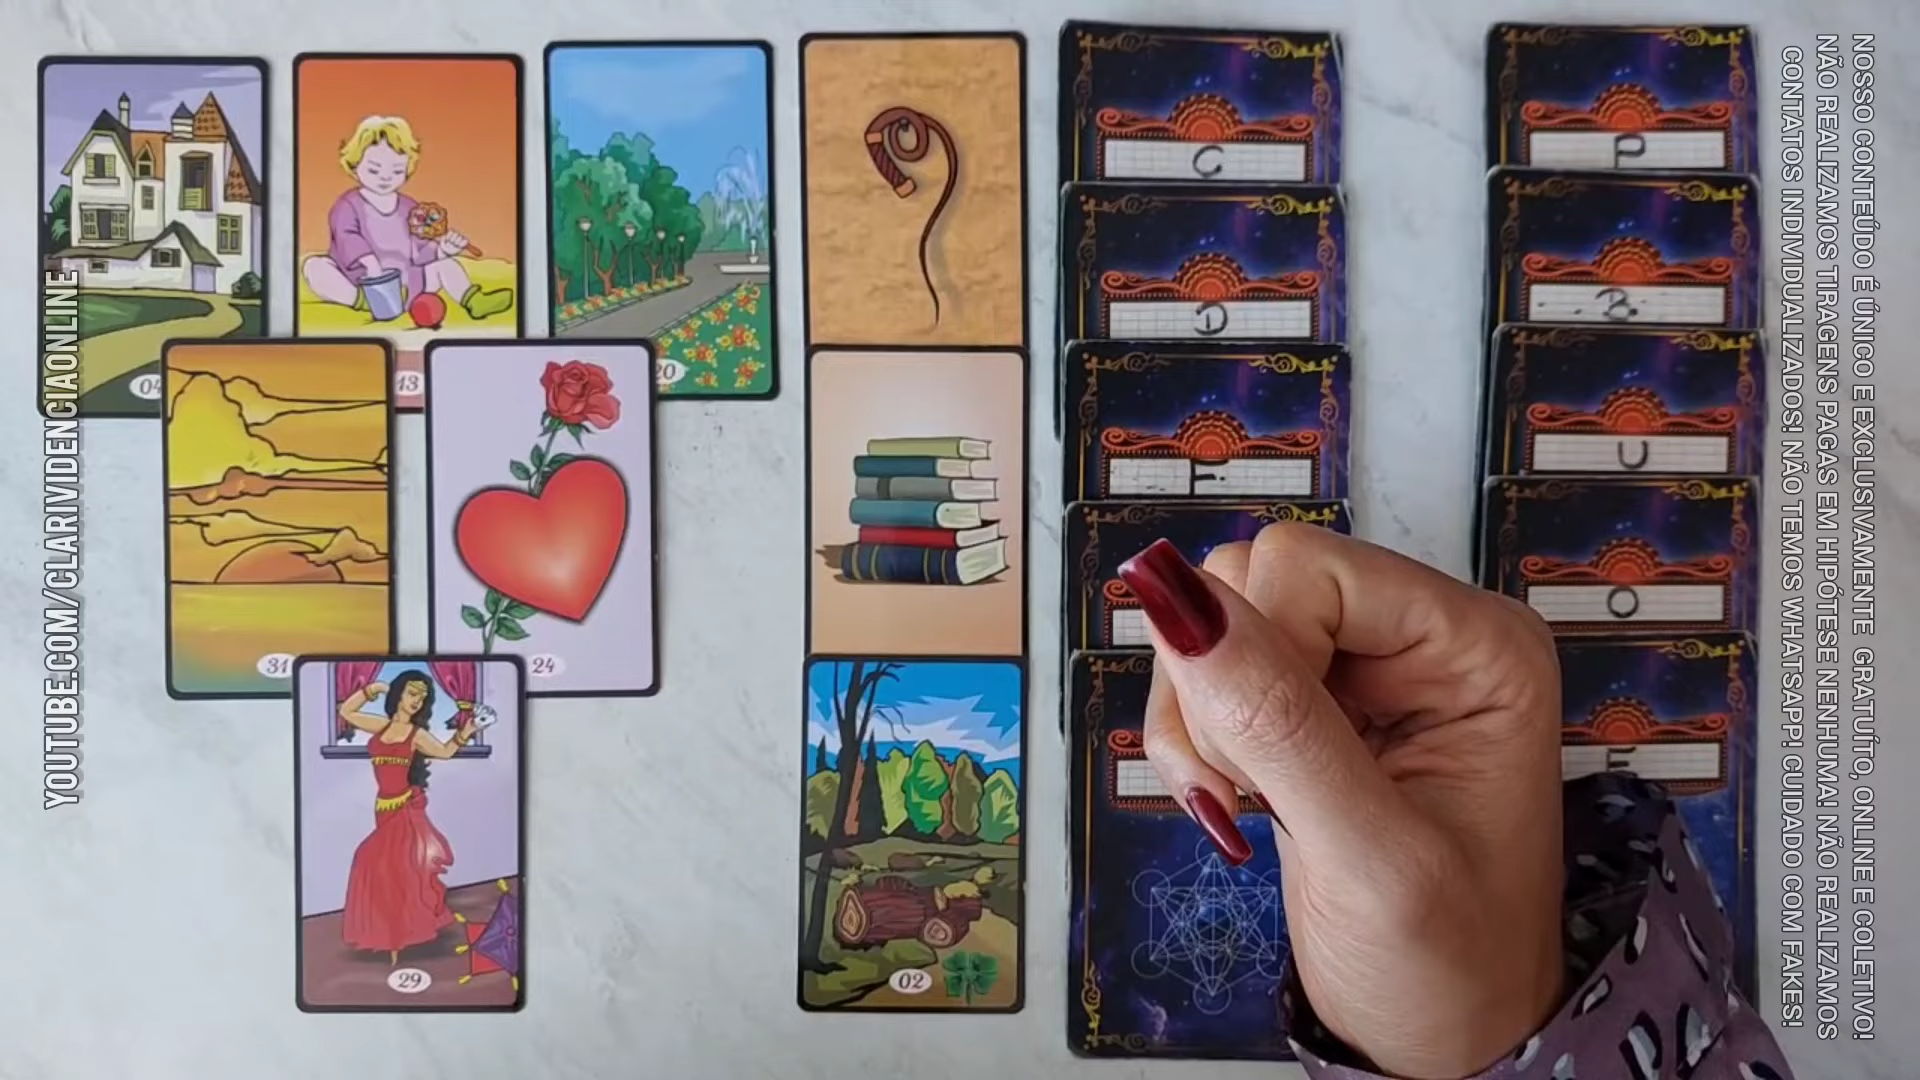 YOUTUBE.COM/CLARIVIDENCIAONLINE
04
13
20
31
24
29
02
C
D
F
P
B
U
O
E
NOSSO CONTEÚDO É ÚNICO E EXCLUSIVAMENTE GRATUÍTO, ONLINE E COLETIVO!
NÃO REALIZAMOS TIRAGENS PAGAS EM HIPÓTESE NENHUMA! NÃO REALIZAMOS
CONTATOS INDIVIDUALIZADOS! NÃO TEMOS WHATSAPP! CUIDADO COM FAKES!